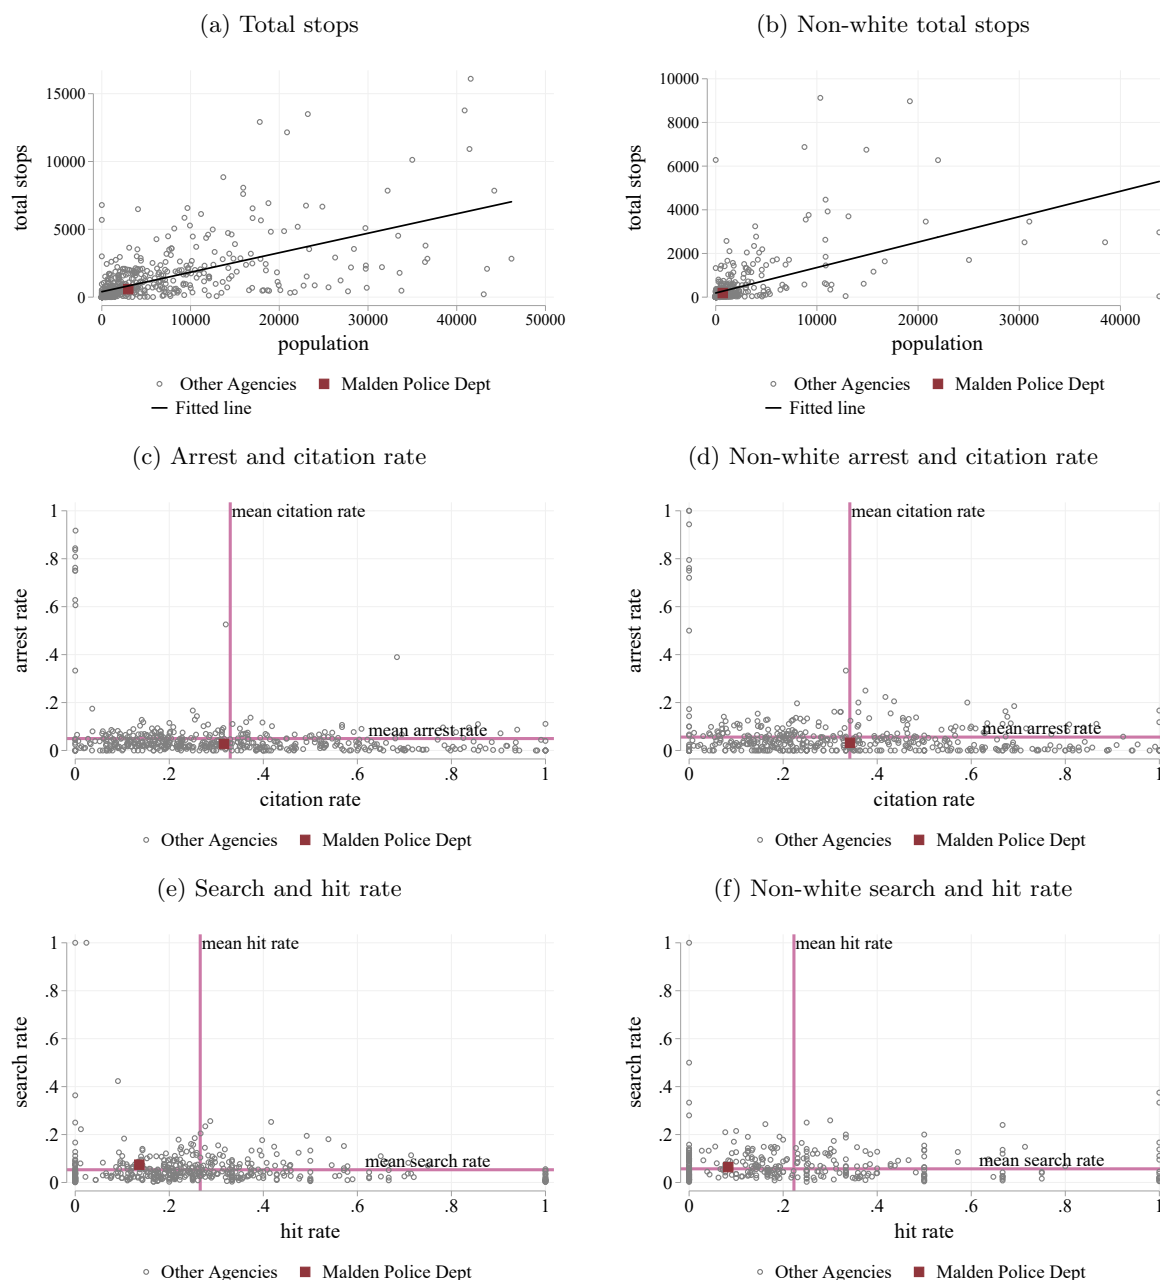 (a) Total stops
total stops
15000
10000
5000
0
0 10000 20000 30000 40000 50000
population
Other Agencies Malden Police Dept
Fitted line
(b) Non-white total stops
total stops
10000
8000
6000
4000
2000
0
0 10000 20000 30000 40000
population
Other Agencies Malden Police Dept
Fitted line
(c) Arrest and citation rate
arrest rate
mean citation rate
mean arrest rate
1
.8
.6
.4
.2
0
0 .2 .4 .6 .8 1
citation rate
Other Agencies Malden Police Dept
(d) Non-white arrest and citation rate
arrest rate
mean citation rate
mean arrest rate
1
.8
.6
.4
.2
0
0 .2 .4 .6 .8 1
citation rate
Other Agencies Malden Police Dept
(e) Search and hit rate
search rate
mean hit rate
mean search rate
1
.8
.6
.4
.2
0
0 .2 .4 .6 .8 1
hit rate
Other Agencies Malden Police Dept
(f) Non-white search and hit rate
search rate
mean hit rate
mean search rate
1
.8
.6
.4
.2
0
0 .2 .4 .6 .8 1
hit rate
Other Agencies Malden Police Dept